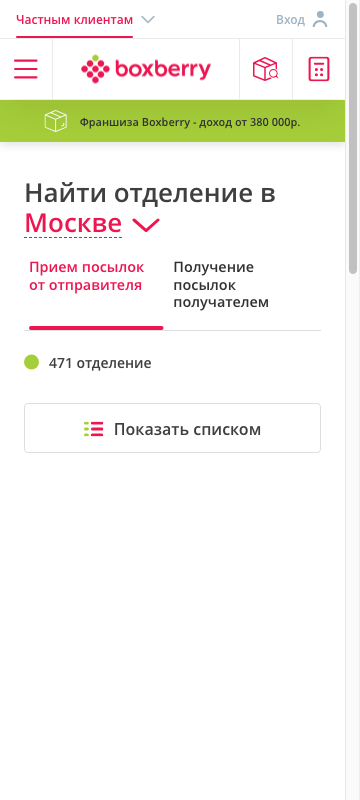 Частным клиентам
Вход
boxberry
Франшиза Boxberry - доход от 380 000р.
Найти отделение в
Москве
Прием посылок
от отправителя
Получение
посылок
получателем
471 отделение
Показать списком